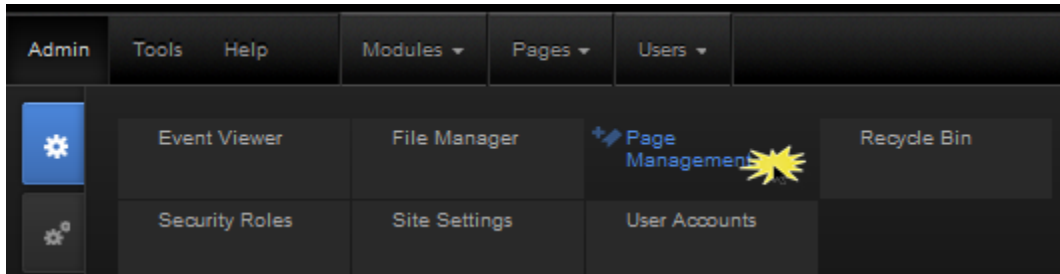 Admin Tools Help Modules Pages Users
Event Viewer File Manager Page Management Recycle Bin
Security Roles Site Settings User Accounts